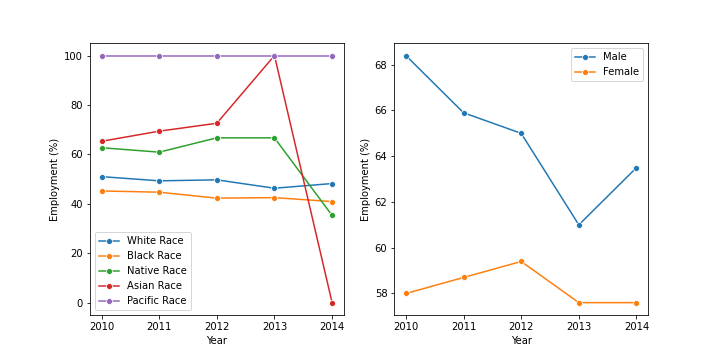 100
80
60
40
20
0
Employment (%)
White Race
Black Race
Native Race
Asian Race
Pacific Race
2010 2011 2012 2013 2014
Year
68
66
64
62
60
58
Employment (%)
Male
Female
2010 2011 2012 2013 2014
Year